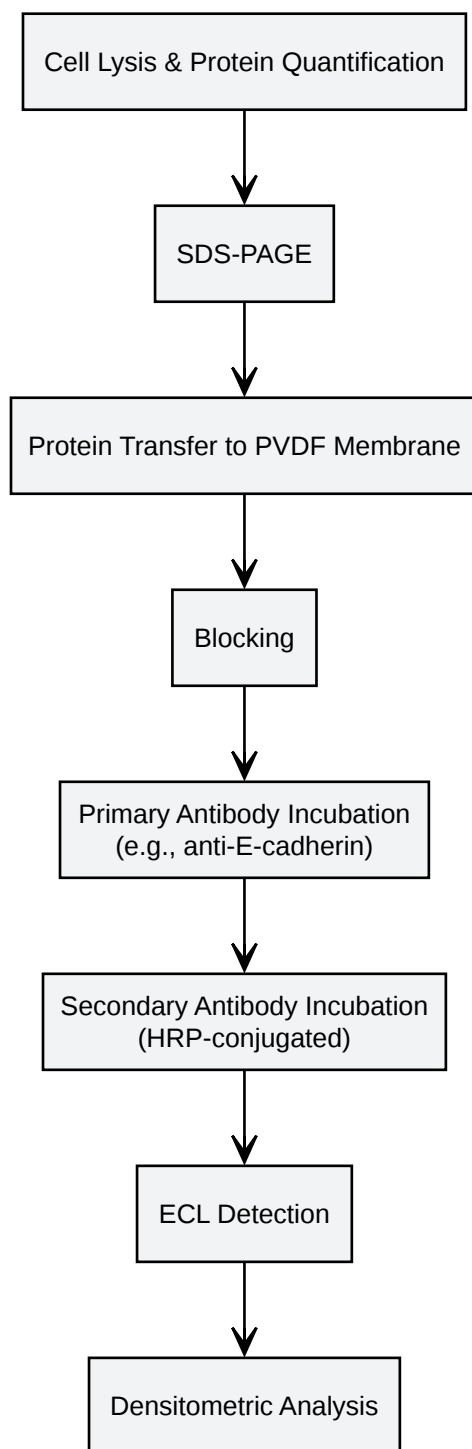 Cell Lysis & Protein Quantification
SDS-PAGE
Protein Transfer to PVDF Membrane
Blocking
Primary Antibody Incubation
(e.g., anti-E-cadherin)
Secondary Antibody Incubation
(HRP-conjugated)
ECL Detection
Densitometric Analysis